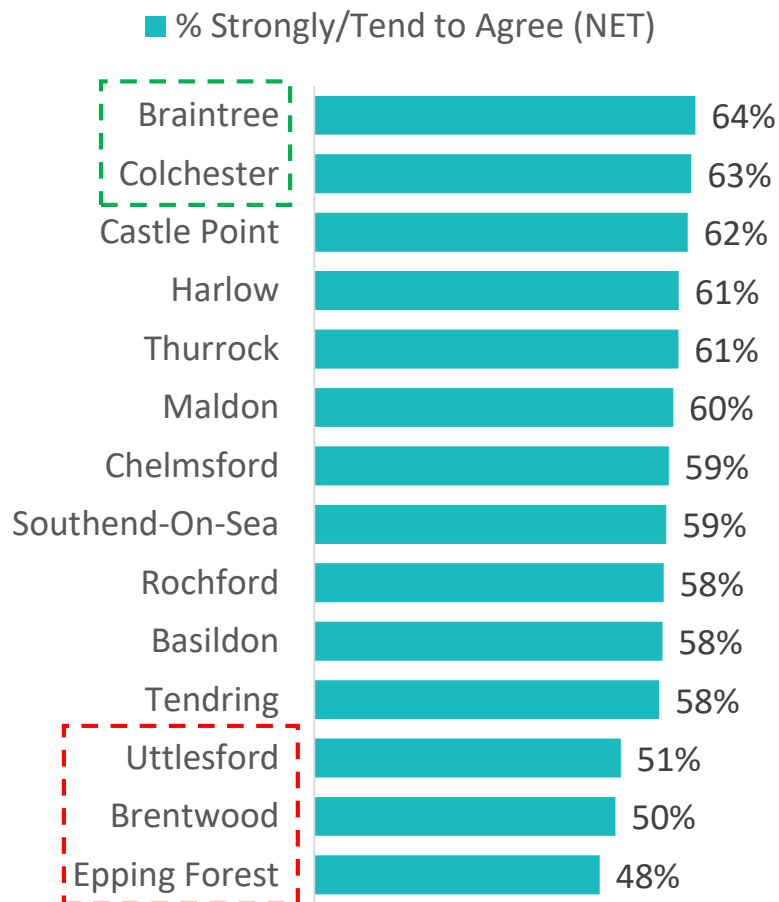 % Strongly/Tend to Agree (NET)
Braintree 64%
Colchester 63%
Castle Point 62%
Harlow 61%
Thurrock 61%
Maldon 60%
Chelmsford 59%
Southend-On-Sea 59%
Rochford 58%
Basildon 58%
Tendring 58%
Uttlesford 51%
Brentwood 50%
Epping Forest 48%